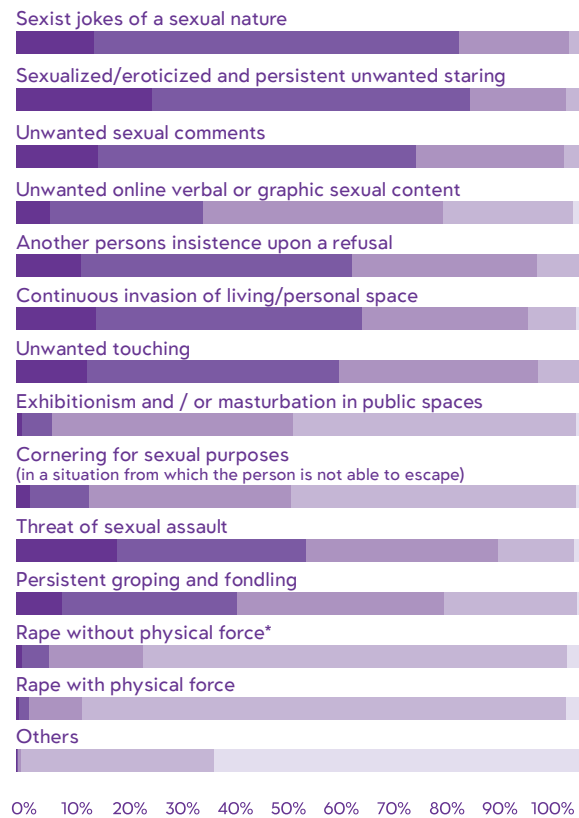 Sexist jokes of a sexual nature
Sexualized/eroticized and persistent unwanted staring
Unwanted sexual comments
Unwanted online verbal or graphic sexual content
Another persons insistence upon a refusal
Continuous invasion of living/personal space
Unwanted touching
Exhibitionism and / or masturbation in public spaces
Cornering for sexual purposes
(in a situation from which the person is not able to escape)
Threat of sexual assault
Persistent groping and fondling
Rape without physical force*
Rape with physical force
Others
0% 10% 20% 30% 40% 50% 60% 70% 80% 90% 100%